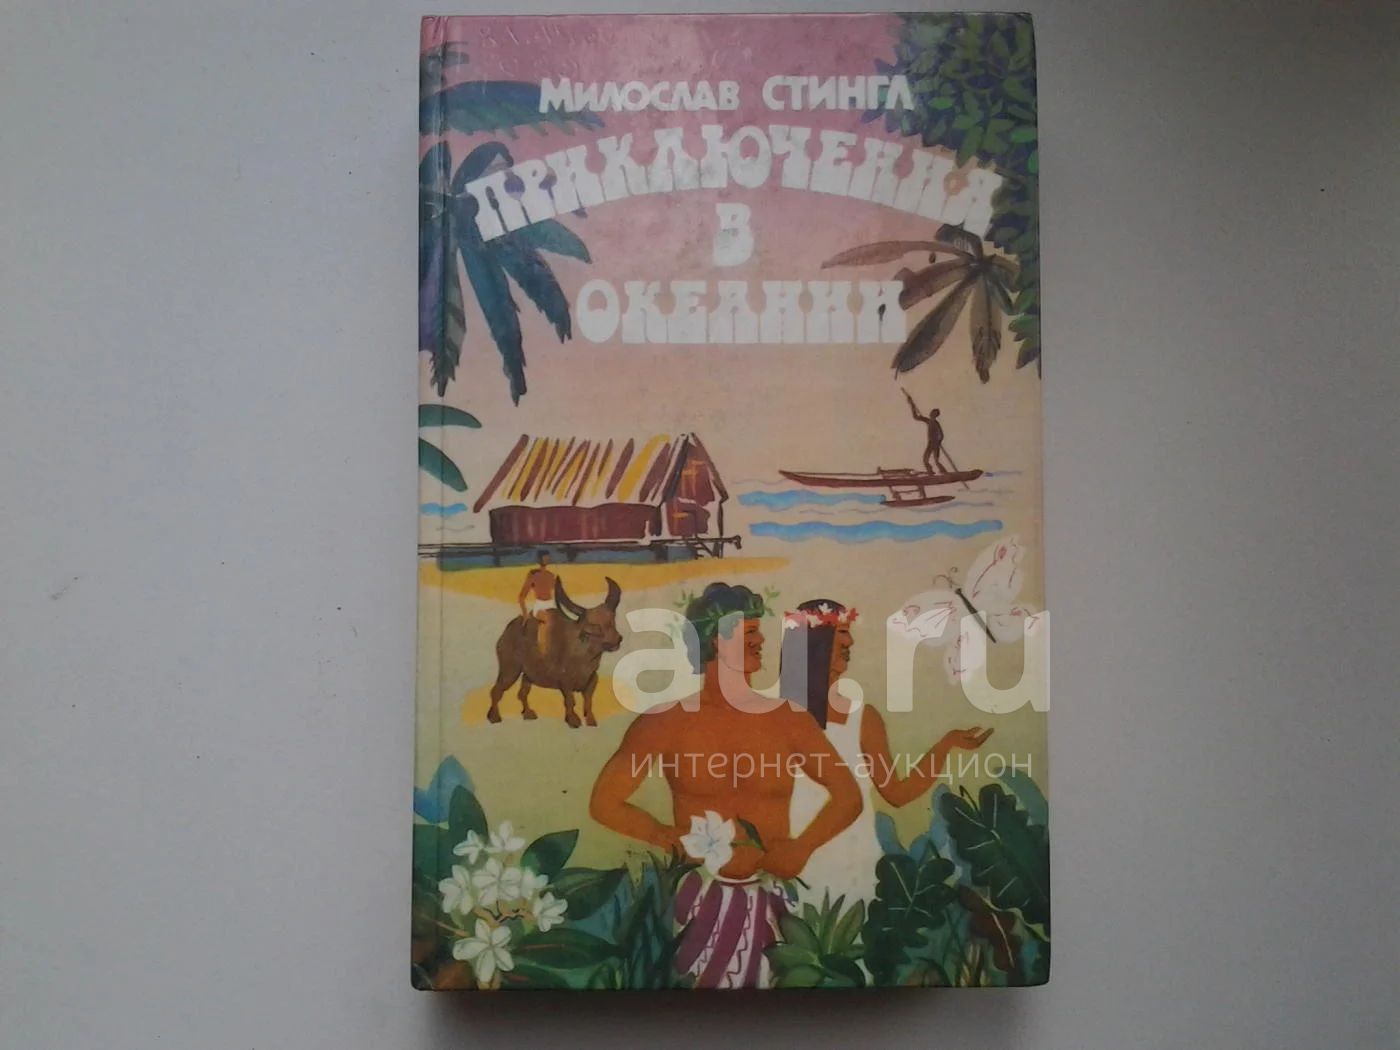 Милослав СТИНГЛ
ПРИКЛЮЧЕНИЯ
В
ОКЕАНИИ
au.ru
интернет-аукцион